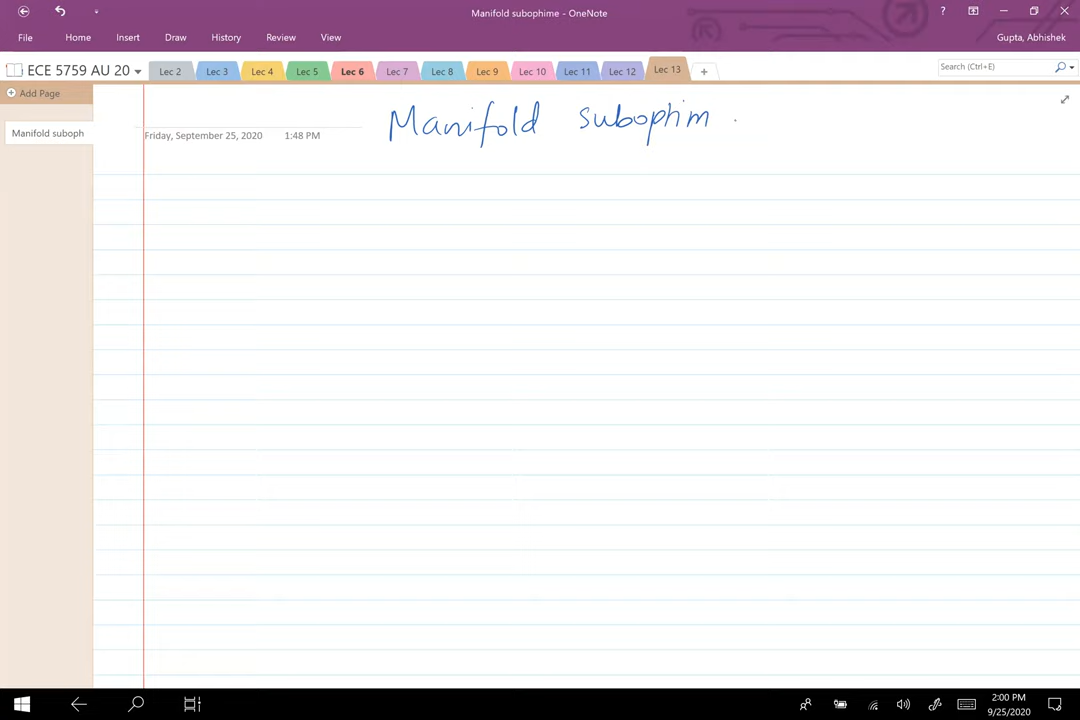 Manifold subophime - OneNote
? Gupta, Abhishek
File Home Insert Draw History Review View
ECE 5759 AU 20 Lec 2 Lec 3 Lec 4 Lec 5 Lec 6 Lec 7 Lec 8 Lec 9 Lec 10 Lec 11 Lec 12 Lec 13 +
Search (Ctrl+E)
Add Page
Manifold suboph
Manifold subophim
Friday, September 25, 2020 1:48 PM
2:00 PM
9/25/2020